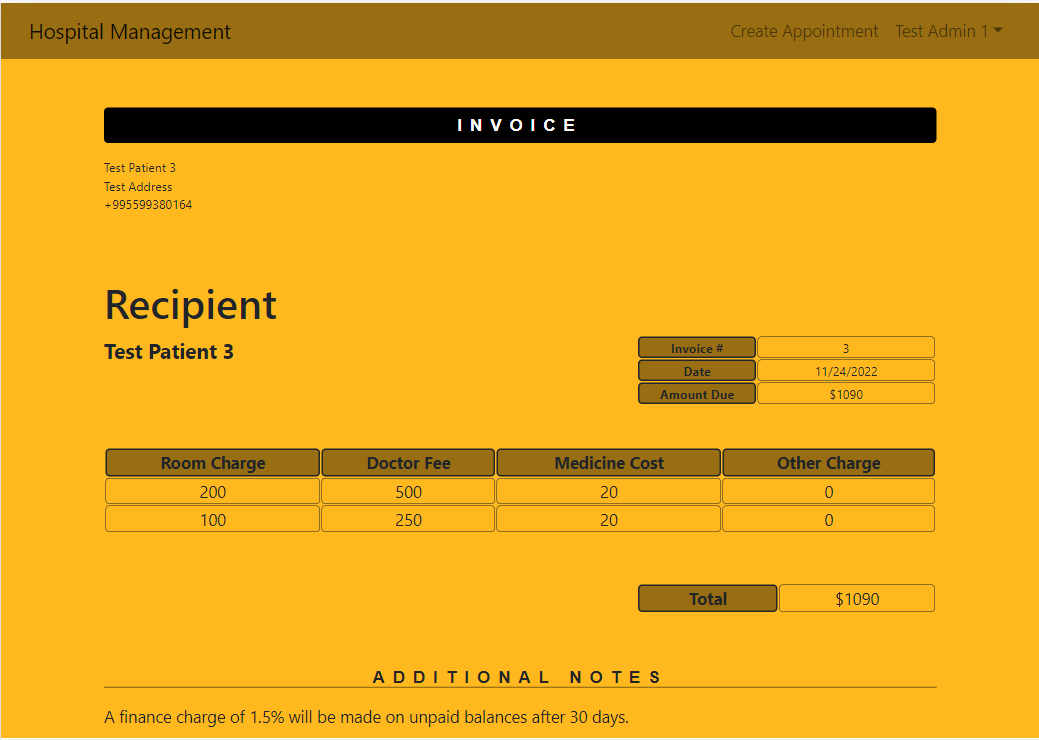 Hospital Management Create Appointment Test Admin 1
INVOICE
Test Patient 3
Test Address
+995599380164
Recipient
Test Patient 3
Invoice # 3
Date 11/24/2022
Amount Due $1090
Room Charge Doctor Fee Medicine Cost Other Charge
200 500 20 0
100 250 20 0
Total $1090
ADDITIONAL NOTES
A finance charge of 1.5% will be made on unpaid balances after 30 days.